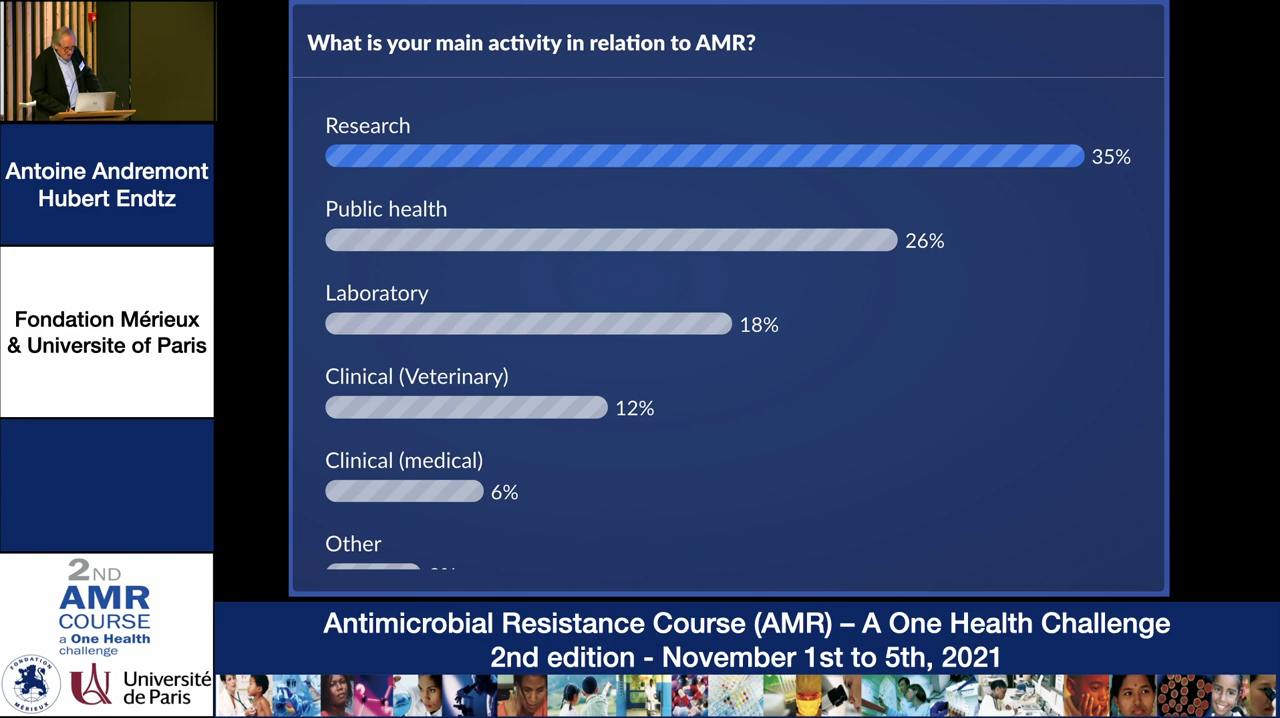 What is your main activity in relation to AMR?
Research
35%
Public health
26%
Laboratory
18%
Clinical (Veterinary)
12%
Clinical (medical)
6%
Other
Antoine Andremont
Hubert Endtz
Fondation Mérieux
& Universite of Paris
2ND
AMR
COURSE
a One Health
challenge
FONDATION
MÉRIEUX
Université
de Paris
Antimicrobial Resistance Course (AMR) – A One Health Challenge
2nd edition - November 1st to 5th, 2021